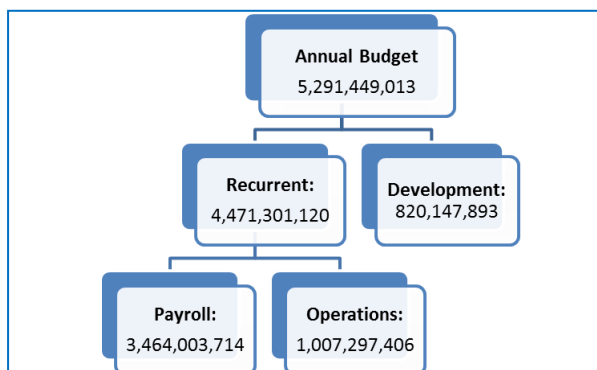 Annual Budget
5,291,449,013
Recurrent:
4,471,301,120
Development:
820,147,893
Payroll:
3,464,003,714
Operations:
1,007,297,406